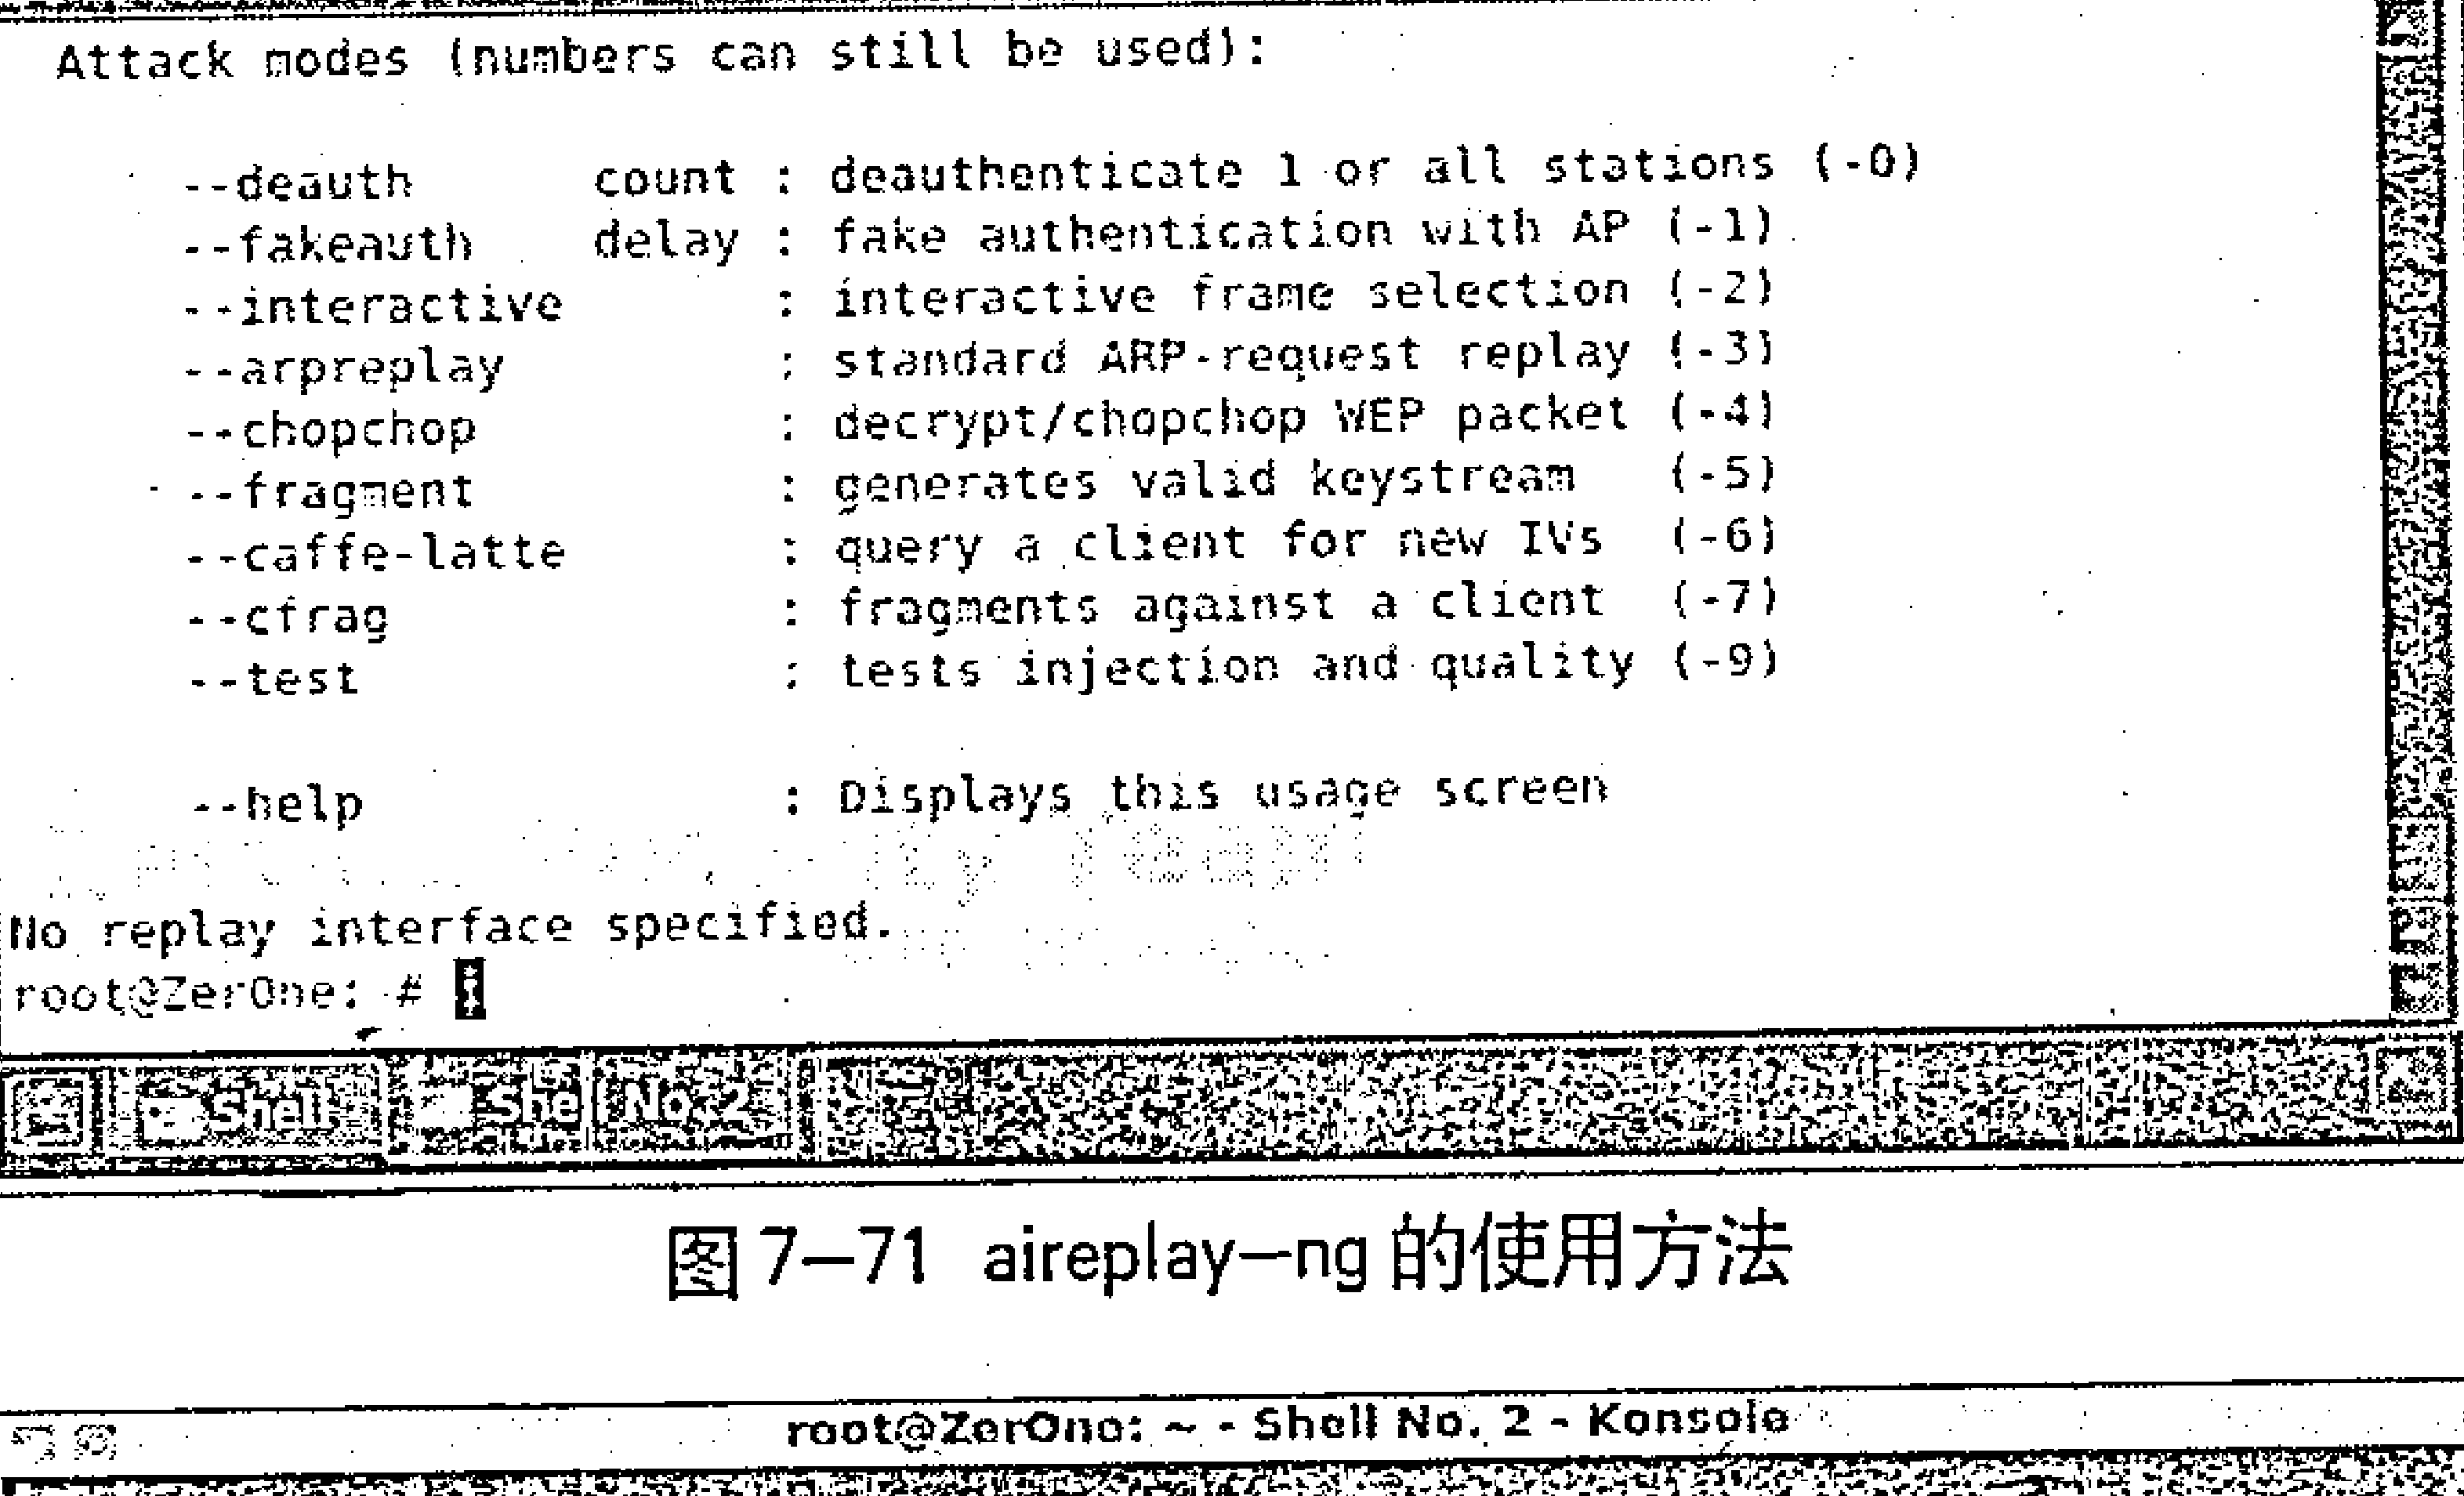 Attack modes (numbers can still be used):
--deauth count : deauthenticate 1 or all stations (-0)
--fakeauth delay : fake authentication with AP (-1)
--interactive : interactive frame selection (-2)
--arpreplay : standard ARP-request replay (-3)
--chopchop : decrypt/chopchop WEP packet (-4)
--fragment : generates valid keystream (-5)
--caffe-latte : query a client for new IVs (-6)
--cfrag : fragments against a client (-7)
--test : tests injection and quality (-9)
--help : Displays this usage screen
No replay interface specified.
root@ZerOne: #
Shell Shell No. 2
图 7-71 aireplay-ng 的使用方法
root@ZerOne: ~ - Shell No. 2 - Konsole